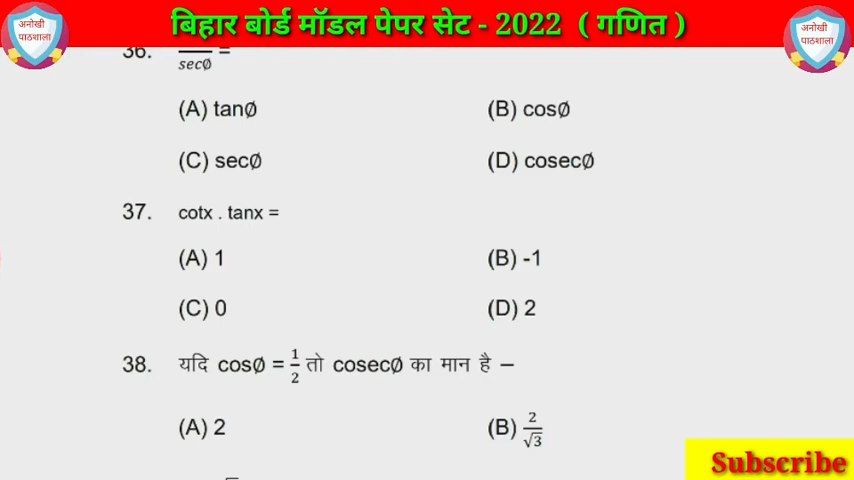 बिहार बोर्ड मॉडल पेपर सेट - 2022 ( गणित )
अनोखी
पाठशाला
अनोखी
पाठशाला
36. secØ =
(A) tanØ (B) cosØ
(C) secØ (D) cosecØ
37. cotx . tanx =
(A) 1 (B) -1
(C) 0 (D) 2
38. यदि cosØ = 1/2 तो cosecØ का मान है –
(A) 2 (B) 2/√3
Subscribe